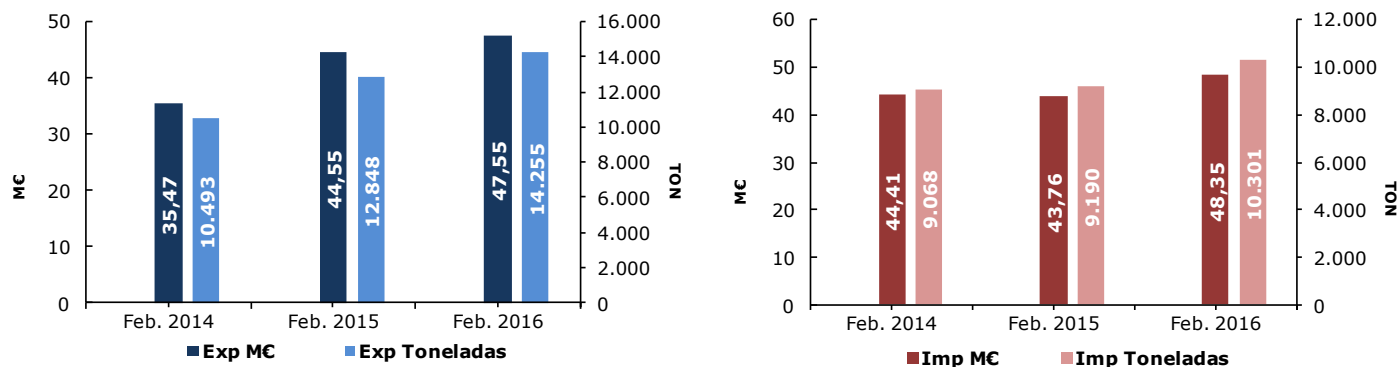 50
40
30
20
10
0
M€
16.000
14.000
12.000
10.000
8.000
6.000
4.000
2.000
0
TON
35,47
10.493
44,55
12.848
47,55
14.255
Feb. 2014
Feb. 2015
Feb. 2016
Exp M€
Exp Toneladas
60
50
40
30
20
10
0
M€
12.000
10.000
8.000
6.000
4.000
2.000
0
TON
44,41
9.068
43,76
9.190
48,35
10.301
Feb. 2014
Feb. 2015
Feb. 2016
Imp M€
Imp Toneladas